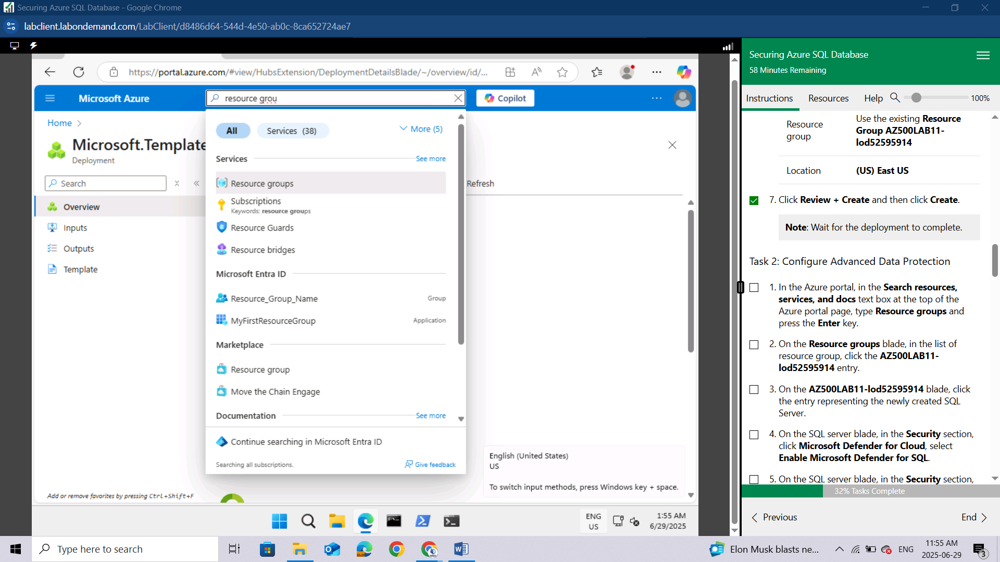 Securing Azure SQL Database - Google Chrome
labclient.labondemand.com/LabClient/d8486d64-544d-4e50-ab0c-8ca652724ae7
https://portal.azure.com/#view/HubsExtension/DeploymentDetailsBlade/~/overview/id/...
Microsoft Azure
resource grou
Copilot
Home
Microsoft.Template
Deployment
Search
Overview
Inputs
Outputs
Template
Add or remove favorites by pressing Ctrl+Shift+F
All
Services (38)
More (5)
Services
See more
Resource groups
Subscriptions
Keywords: resource groups
Resource Guards
Resource bridges
Microsoft Entra ID
Resource_Group_Name
Group
MyFirstResourceGroup
Application
Marketplace
Resource group
Move the Chain Engage
Documentation
See more
Continue searching in Microsoft Entra ID
Searching all subscriptions.
Give feedback
Refresh
English (United States)
US
To switch input methods, press Windows key + space.
ENG
US
1:55 AM
6/29/2025
Securing Azure SQL Database
58 Minutes Remaining
Instructions
Resources
Help
100%
Resource
group
Use the existing Resource
Group AZ500LAB11-
lod52595914
Location
(US) East US
7. Click Review + Create and then click Create.
Note: Wait for the deployment to complete.
Task 2: Configure Advanced Data Protection
1. In the Azure portal, in the Search resources,
services, and docs text box at the top of the
Azure portal page, type Resource groups and
press the Enter key.
2. On the Resource groups blade, in the list of
resource group, click the AZ500LAB11-
lod52595914 entry.
3. On the AZ500LAB11-lod52595914 blade, click
the entry representing the newly created SQL
Server.
4. On the SQL server blade, in the Security section,
click Microsoft Defender for Cloud, select
Enable Microsoft Defender for SQL.
5. On the SQL server blade, in the Security section,
32% Tasks Complete
Previous
End
Type here to search
Elon Musk blasts ne...
ENG
11:55 AM
2025-06-29
3